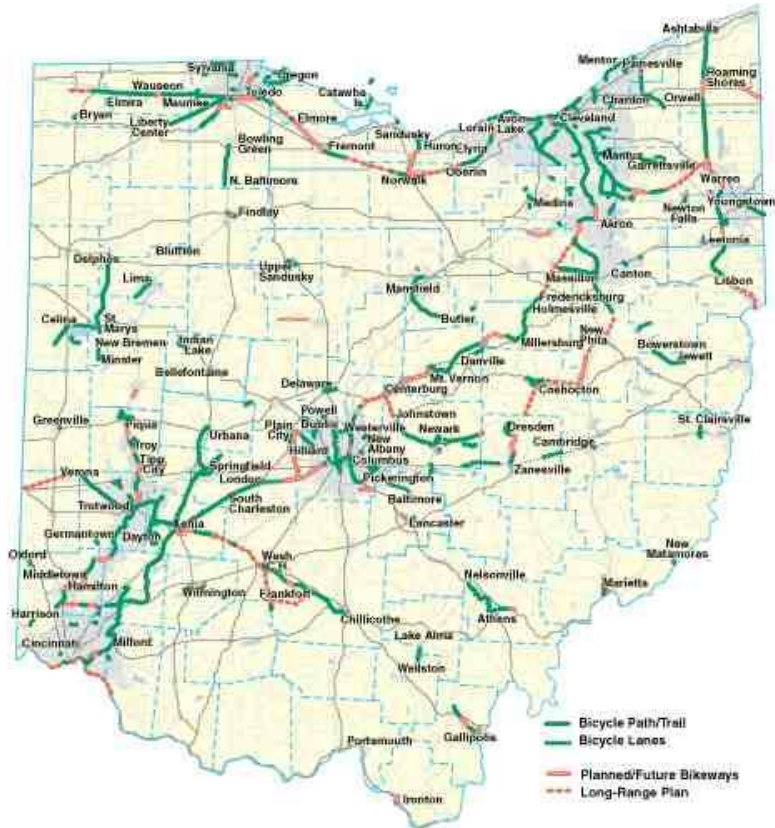 Ashtabula
Sylvania
Oregon
Mentor
Painesville
Wauseon
Toledo
Catawba
Is.
Roaming
Shores
Elmira
Maumee
Chardon
Orwell
Bryan
Liberty
Center
Elmore
Avon
Lake
Cleveland
Sandusky
Lorain
Bowling
Green
Fremont
Huron
Elyria
Mantua
Garrettsville
N. Baltimore
Norwalk
Oberlin
Warren
Medina
Newton
Falls
Youngstown
Findlay
Akron
Leetonia
Bluffton
Delphos
Upper
Sandusky
Canton
Lima
Massillon
Lisbon
Mansfield
Fredericksburg
Holmesville
Celina
St.
Marys
Butler
New
Phila
New Bremen
Indian
Lake
Millersburg
Bowerstown
Minster
Danville
Jewett
Bellefontaine
Mt. Vernon
Delaware
Centerburg
Coshocton
Powell
Johnstown
Greenville
Piqua
Urbana
Plain
City
Dublin
Westerville
Newark
Dresden
St. Clairsville
Troy
New
Albany
Cambridge
Tipp
City
Hilliard
Columbus
Verona
Springfield
London
Pickerington
Zanesville
Trotwood
South
Charleston
Baltimore
Germantown
Dayton
Xenia
Lancaster
Oxford
Wash.
C.H.
New
Matamoras
Middletown
Nelsonville
Hamilton
Wilmington
Frankfort
Marietta
Harrison
Chillicothe
Athens
Cincinnati
Milford
Lake Alma
Wellston
Bicycle Path/Trail
Portsmouth
Gallipolis
Bicycle Lanes
Planned/Future Bikeways
Ironton
Long-Range Plan